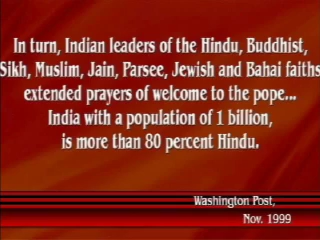 In turn, Indian leaders of the Hindu, Buddhist,
Sikh, Muslim, Jain, Parsee, Jewish and Bahai faiths
extended prayers of welcome to the pope...
India with a population of 1 billion,
is more than 80 percent Hindu.
Washington Post,
Nov. 1999